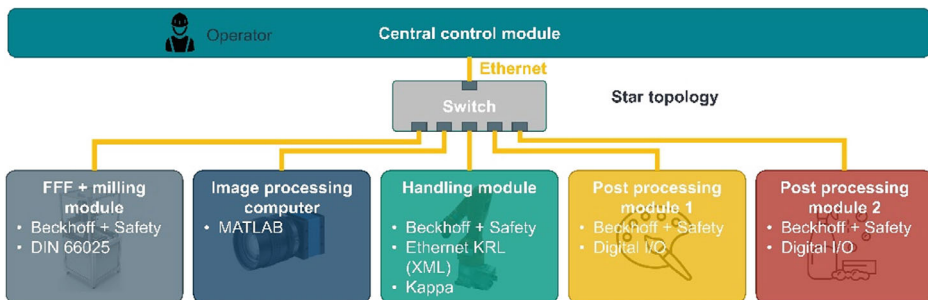 Operator
Central control module
Ethernet
Switch
Star topology
FFF + milling
module
• Beckhoff + Safety
• DIN 66025
Image processing
computer
• MATLAB
Handling module
• Beckhoff + Safety
• Ethernet KRL
(XML)
• Kappa
Post processing
module 1
• Beckhoff + Safety
• Digital I/O
Post processing
module 2
• Beckhoff + Safety
• Digital I/O